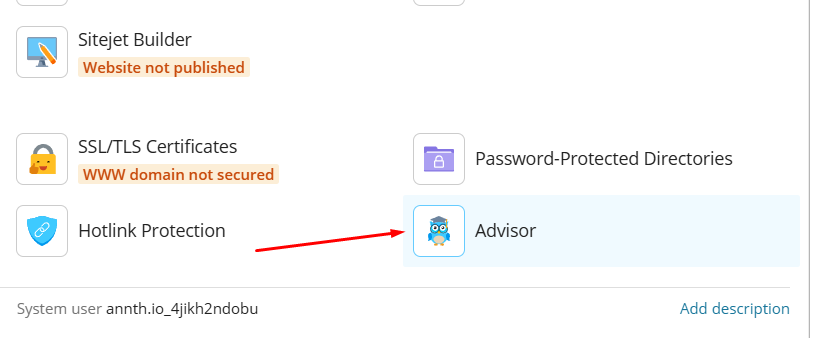 Sitejet Builder
Website not published
SSL/TLS Certificates
WWW domain not secured
Password-Protected Directories
Hotlink Protection
Advisor
System user annth.io_4jikh2ndobu
Add description